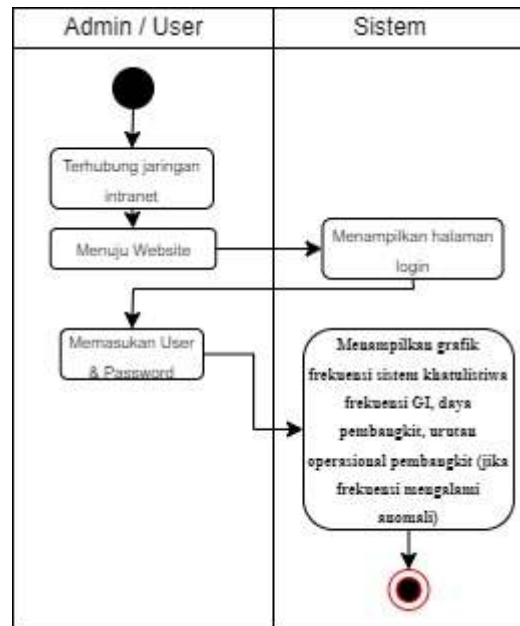 Admin / User
Sistem
Terhubung jaringan
intranet
Menuju Website
Menampilkan halaman
login
Memasukan User
& Password
Menampilkan grafik
frekuensi sistem khatulistiwa
frekuensi GI, daya
pembangkit, urutan
operasional pembangkit (jika
frekuensi mengalami
anomali)